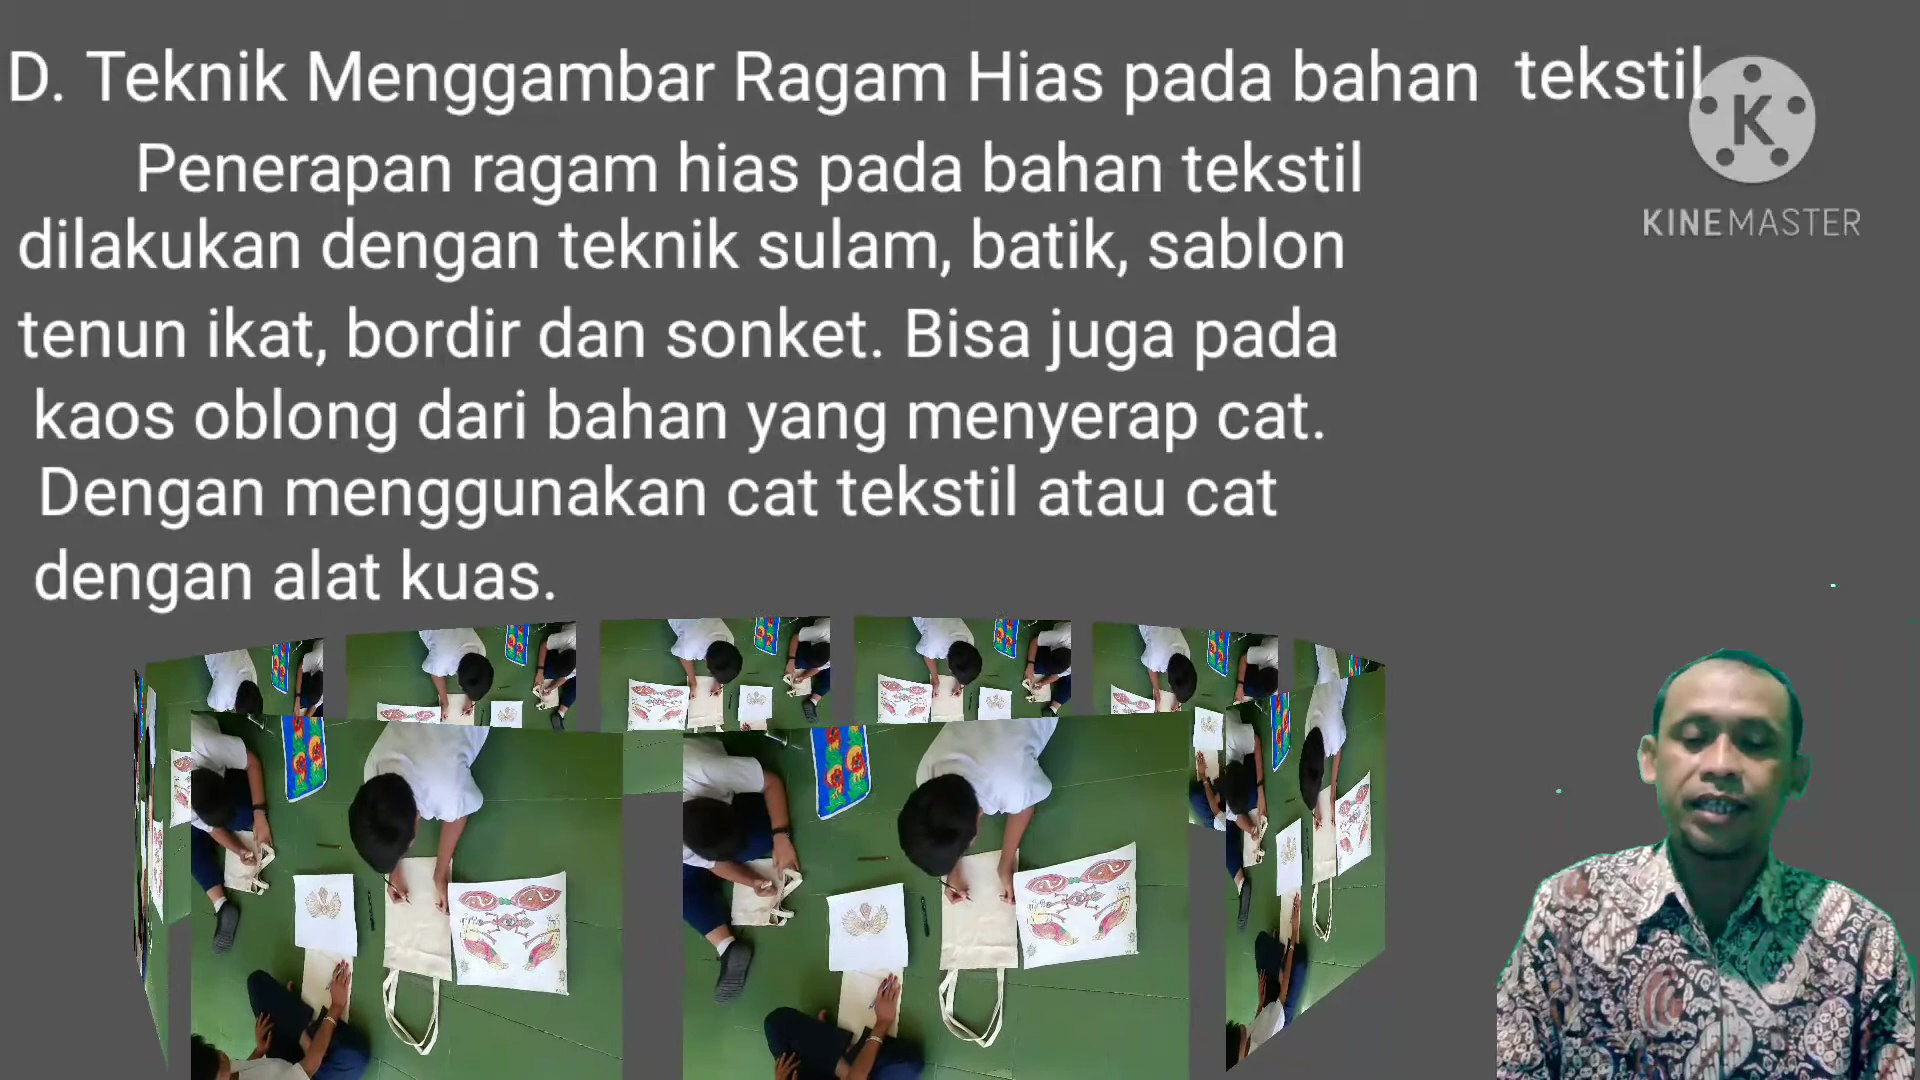 D. Teknik Menggambar Ragam Hias pada bahan tekstil
Penerapan ragam hias pada bahan tekstil
dilakukan dengan teknik sulam, batik, sablon
tenun ikat, bordir dan sonket. Bisa juga pada
kaos oblong dari bahan yang menyerap cat.
Dengan menggunakan cat tekstil atau cat
dengan alat kuas.
K
KINEMASTER